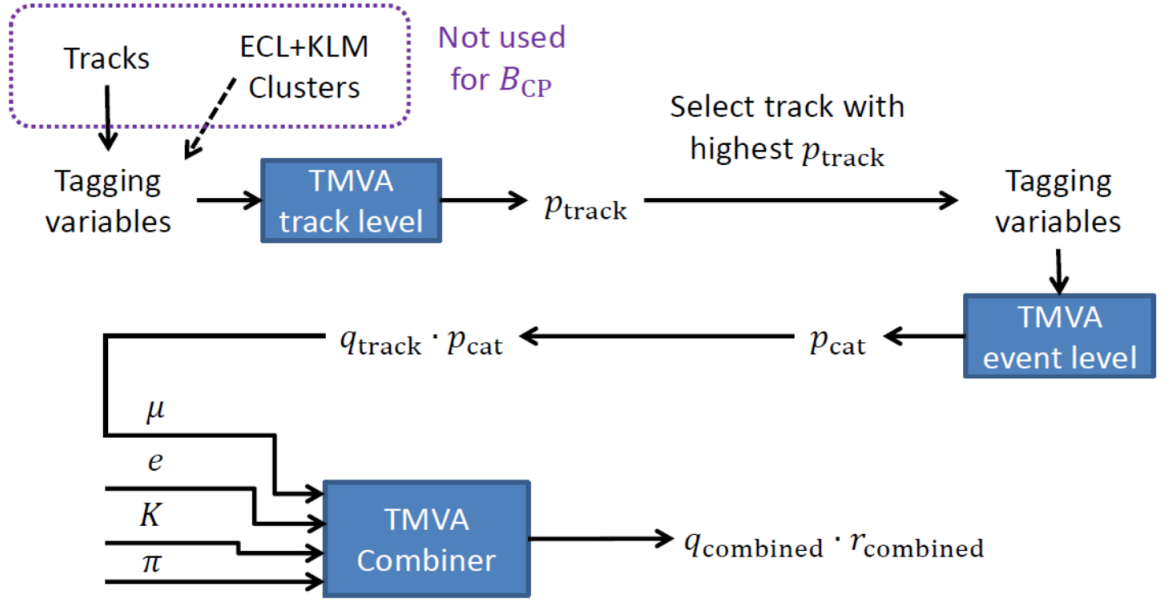 Tracks
ECL+KLM
Clusters
Not used
for B_CP
Select track with
highest p_track
Tagging
variables
TMVA
track level
p_track
Tagging
variables
q_track · p_cat
p_cat
TMVA
event level
μ
e
K
π
TMVA
Combiner
q_combined · r_combined